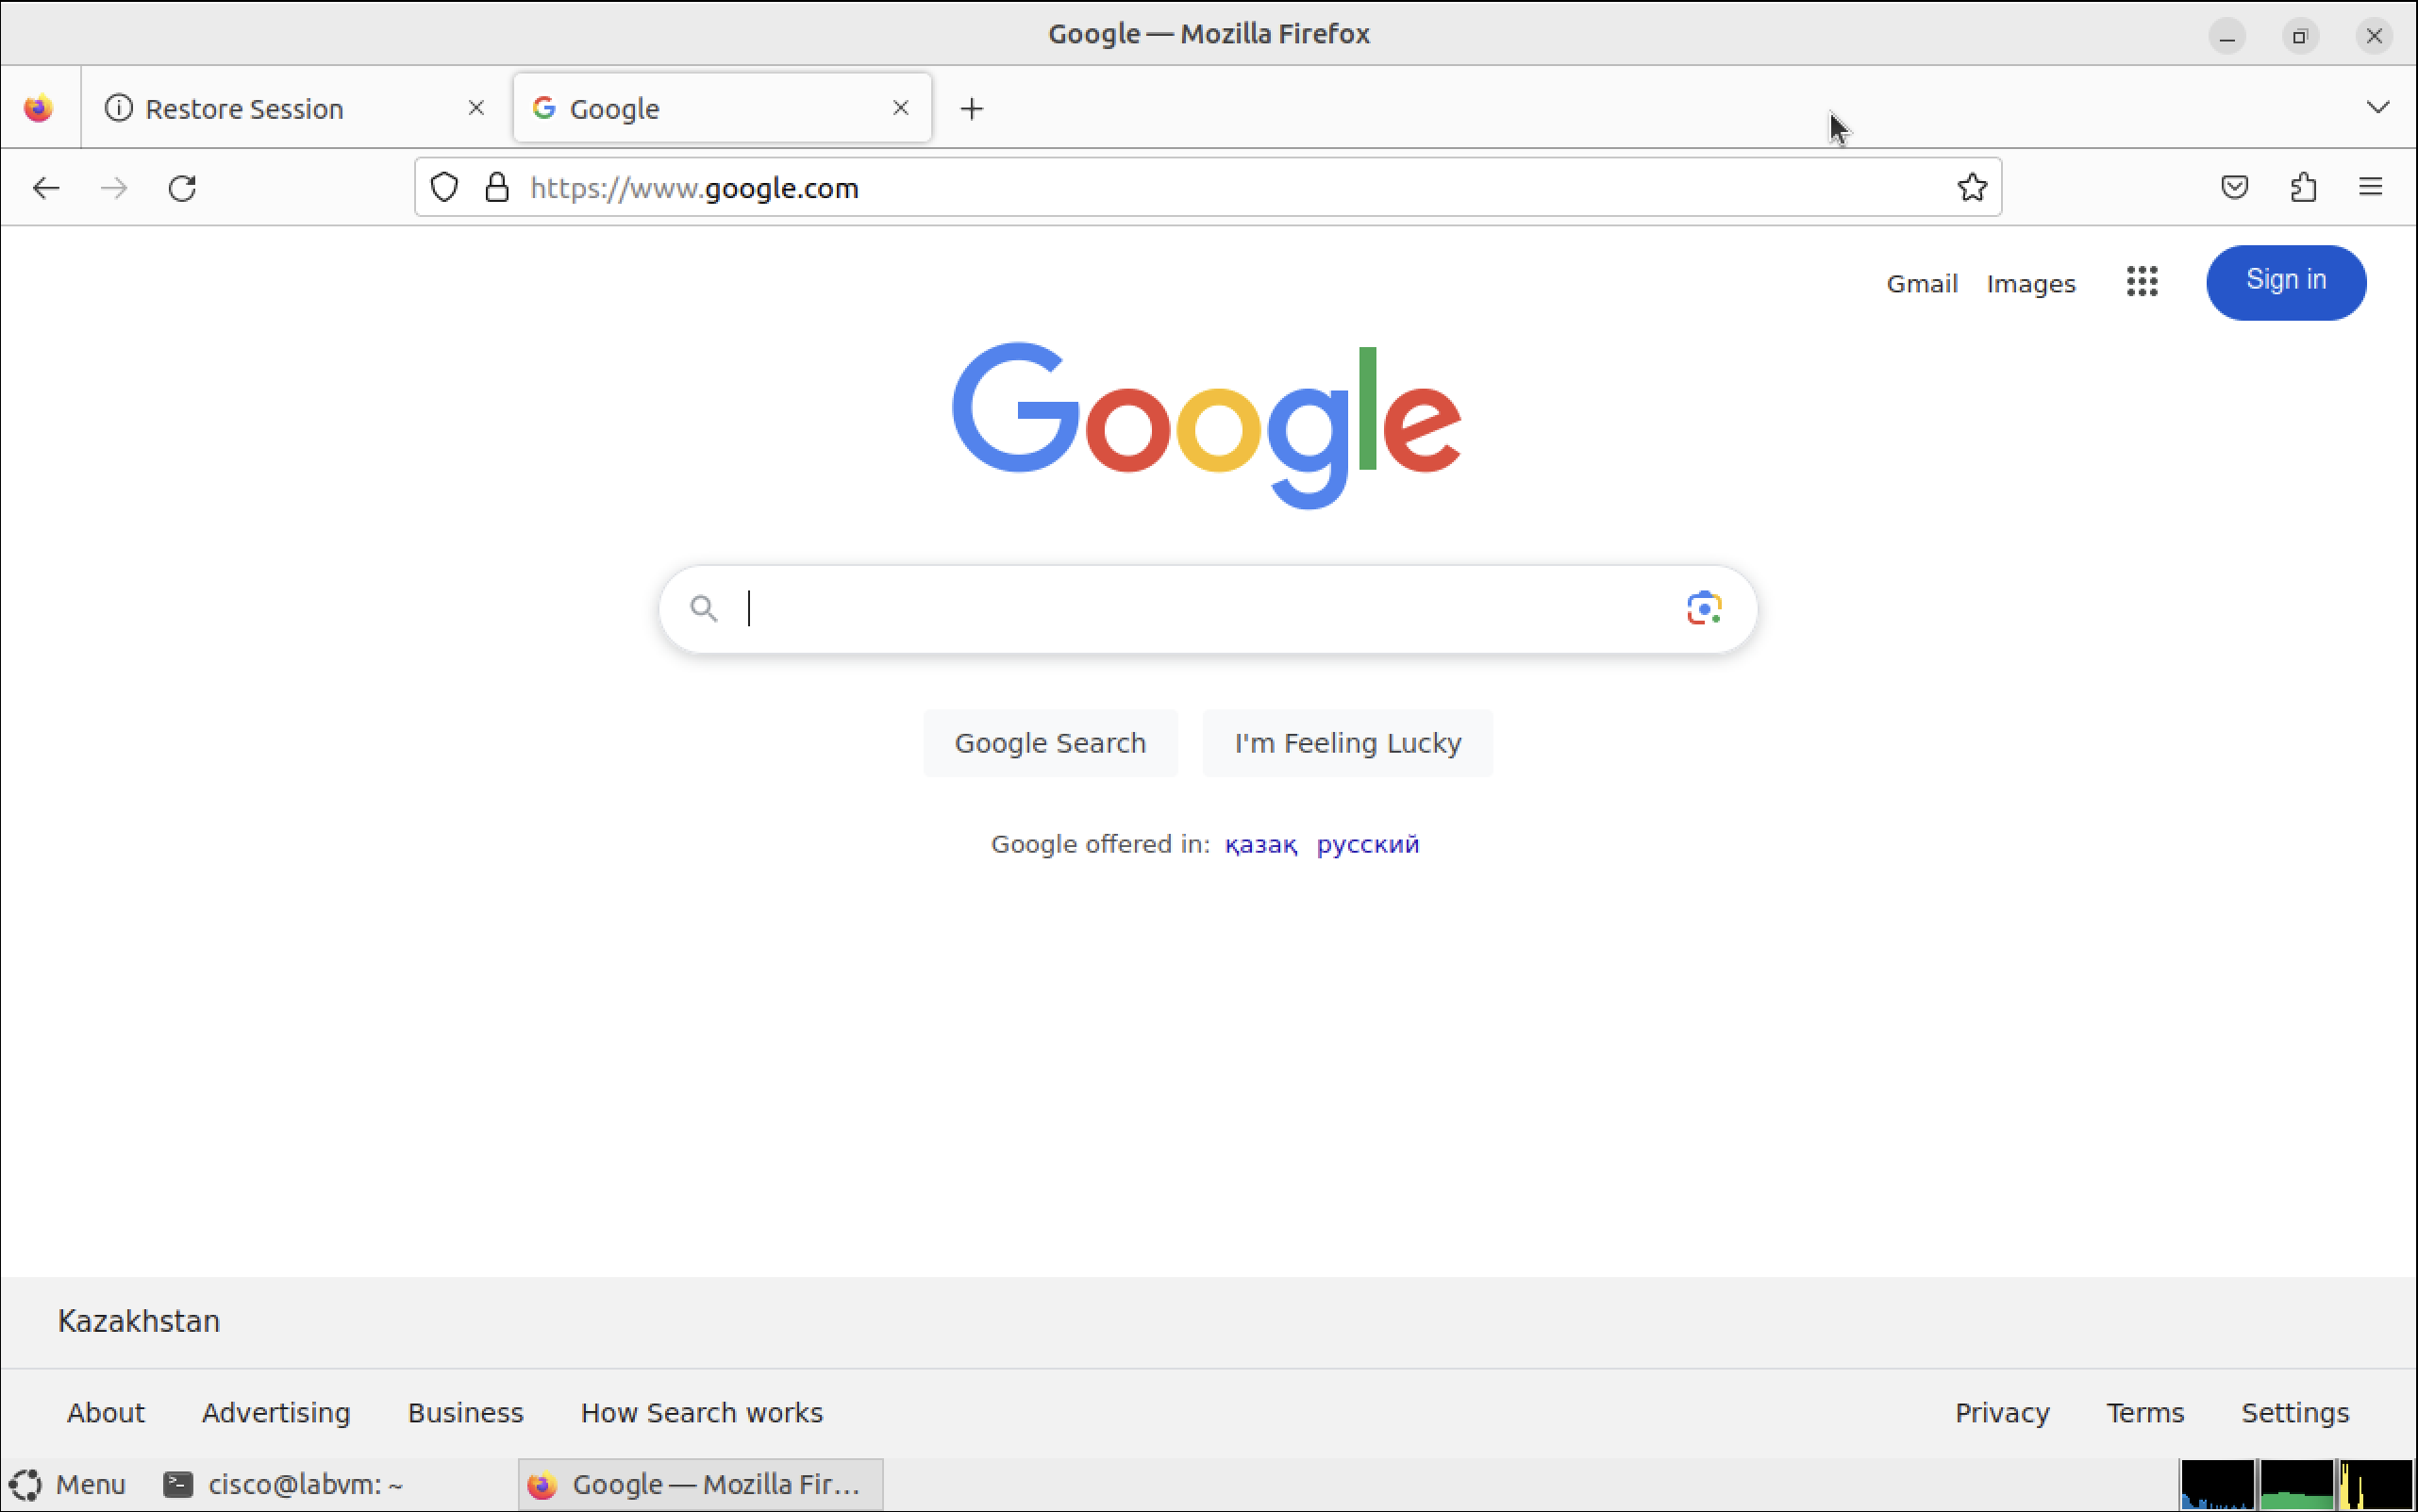 Google — Mozilla Firefox
Restore Session
Google
https://www.google.com
Gmail Images Sign in
Google
Google Search I'm Feeling Lucky
Google offered in: қазақ русский
Kazakhstan
About Advertising Business How Search works Privacy Terms Settings
Menu cisco@labvm: ~ Google — Mozilla Fir...